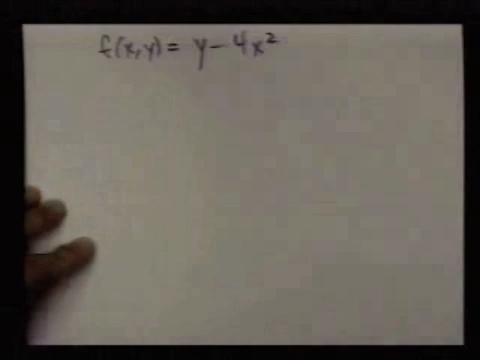 f(x,y) = y - 4x²